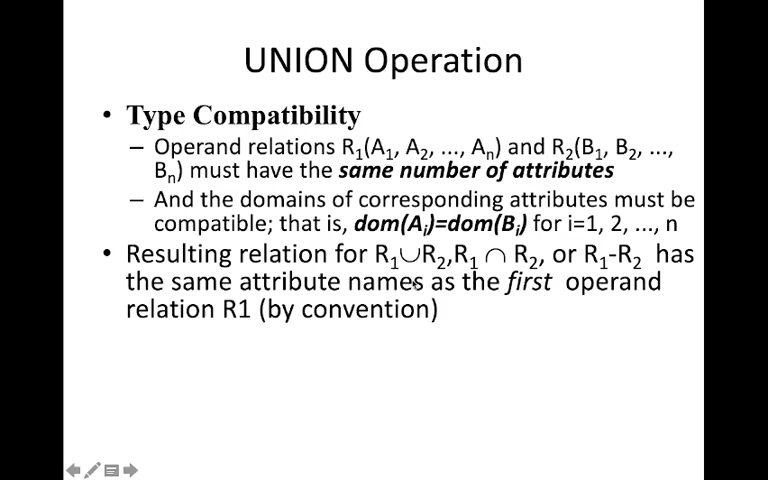 UNION Operation
• Type Compatibility
– Operand relations R₁(A₁, A₂, ..., Aₙ) and R₂(B₁, B₂, ...,
Bₙ) must have the same number of attributes
– And the domains of corresponding attributes must be
compatible; that is, dom(Aᵢ)=dom(Bᵢ) for i=1, 2, ..., n
• Resulting relation for R₁∪R₂,R₁ ∩ R₂, or R₁-R₂ has
the same attribute names as the first operand
relation R1 (by convention)